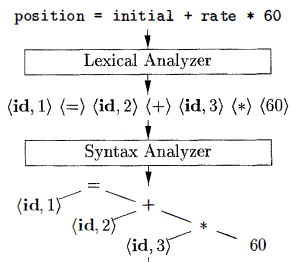 position = initial + rate * 60
Lexical Analyzer
⟨id, 1⟩ ⟨=⟩ ⟨id, 2⟩ ⟨+⟩ ⟨id, 3⟩ ⟨*⟩ ⟨60⟩
Syntax Analyzer
=
⟨id, 1⟩
+
⟨id, 2⟩
*
⟨id, 3⟩
60